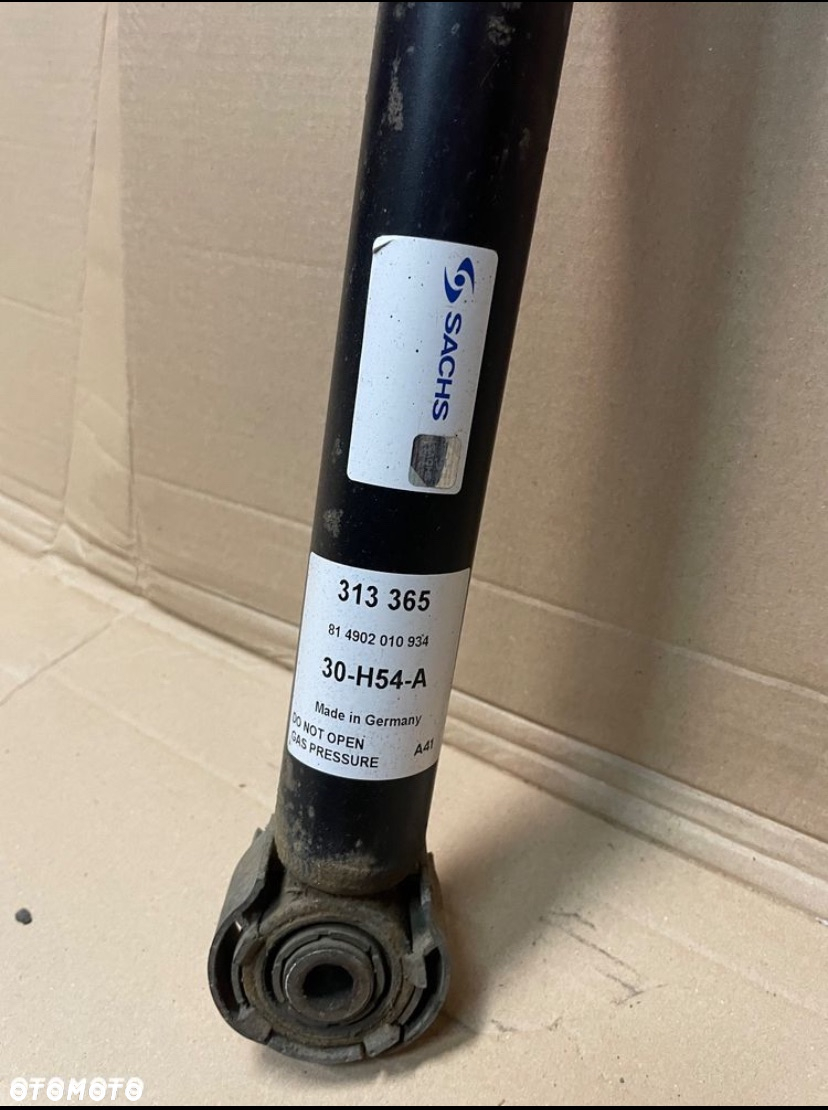 SACHS
313 365
81 4902 010 934
30-H54-A
Made in Germany
DO NOT OPEN
GAS PRESSURE
A41
OTOMOTO